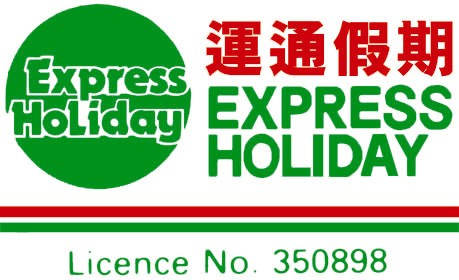 Express
Holiday
運通假期
EXPRESS
HOLIDAY
Licence No. 350898